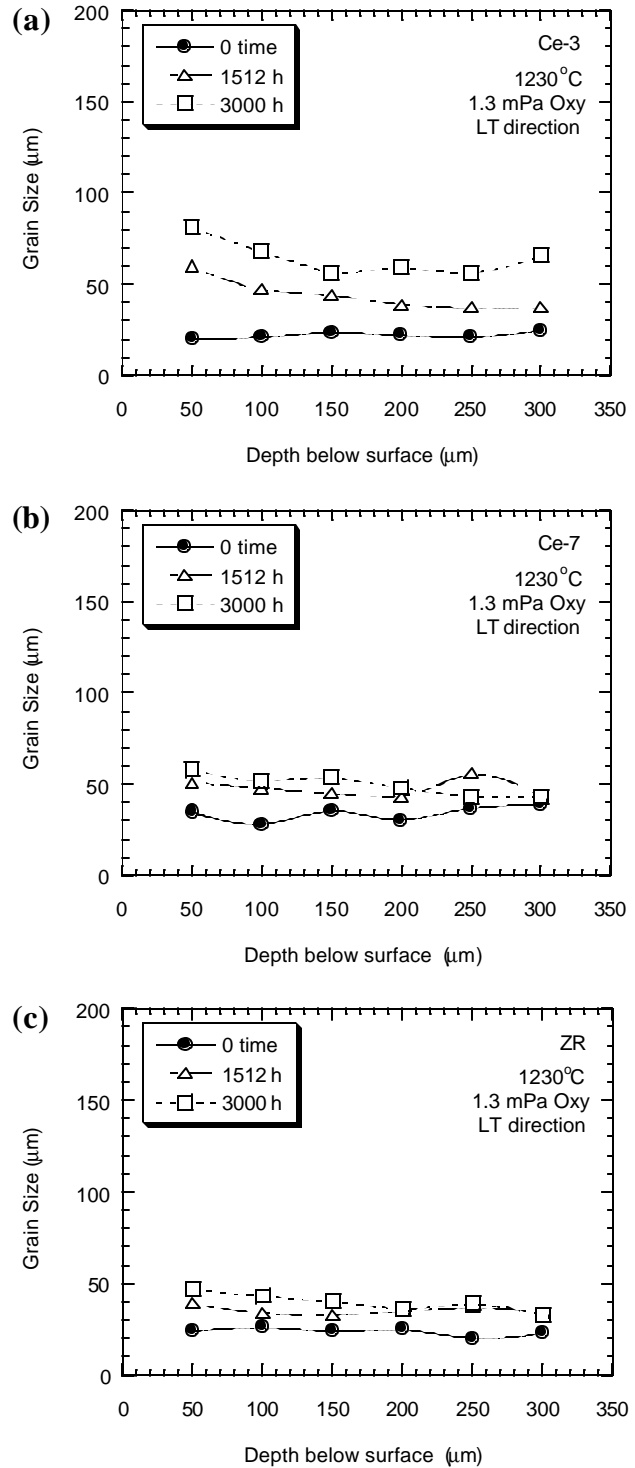 (a)
0 time
1512 h
3000 h
Ce-3
1230°C
1.3 mPa Oxy
LT direction
200
150
100
50
0
Grain Size (µm)
0 50 100 150 200 250 300 350
Depth below surface (µm)
(b)
0 time
1512 h
3000 h
Ce-7
1230°C
1.3 mPa Oxy
LT direction
200
150
100
50
0
Grain Size (µm)
0 50 100 150 200 250 300 350
Depth below surface (µm)
(c)
0 time
1512 h
3000 h
ZR
1230°C
1.3 mPa Oxy
LT direction
200
150
100
50
0
Grain Size (µm)
0 50 100 150 200 250 300 350
Depth below surface (µm)